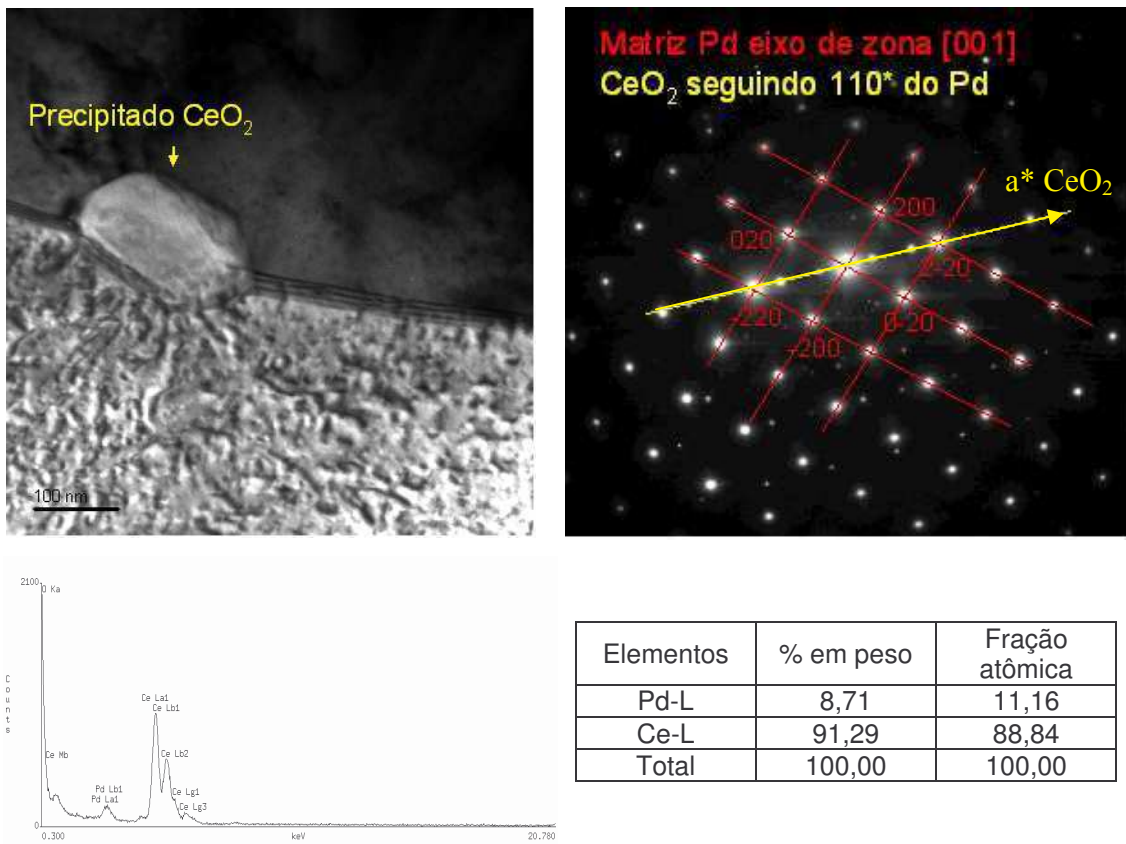 Precipitado CeO₂
100 nm
Matriz Pd eixo de zona [001]
CeO₂ seguindo 110* do Pd
a* CeO₂
200
020
2-20
-220
0-20
-200
2100
O Ka
Counts
Ce La1
Ce Lb1
Ce Mb
Ce Lb2
Pd Lb1
Ce Lg1
Pd La1
Ce Lg3
0
0.300
keV
20.780
Elementos % em peso Fração atômica
Pd-L 8,71 11,16
Ce-L 91,29 88,84
Total 100,00 100,00